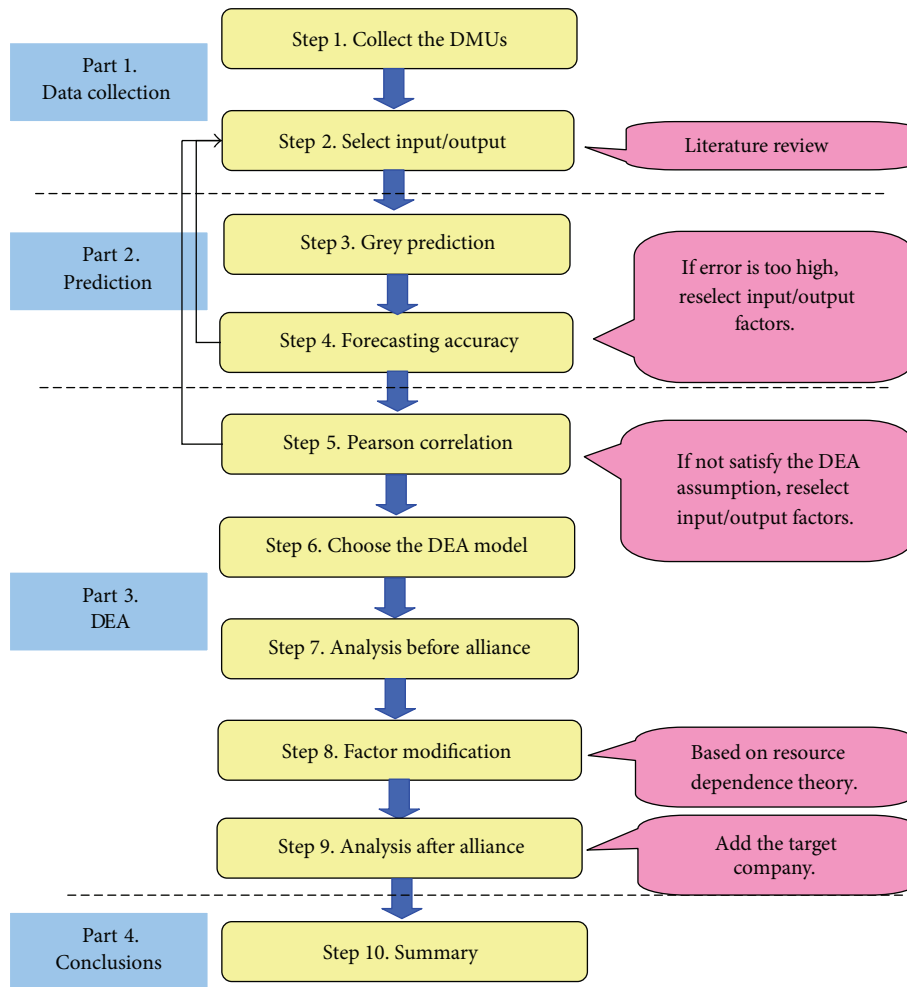 Part 1.
Data collection
Step 1. Collect the DMUs
Step 2. Select input/output
Literature review
Part 2.
Prediction
Step 3. Grey prediction
Step 4. Forecasting accuracy
If error is too high,
reselect input/output
factors.
Part 3.
DEA
Step 5. Pearson correlation
If not satisfy the DEA
assumption, reselect
input/output factors.
Step 6. Choose the DEA model
Step 7. Analysis before alliance
Step 8. Factor modification
Based on resource
dependence theory.
Step 9. Analysis after alliance
Add the target
company.
Part 4.
Conclusions
Step 10. Summary